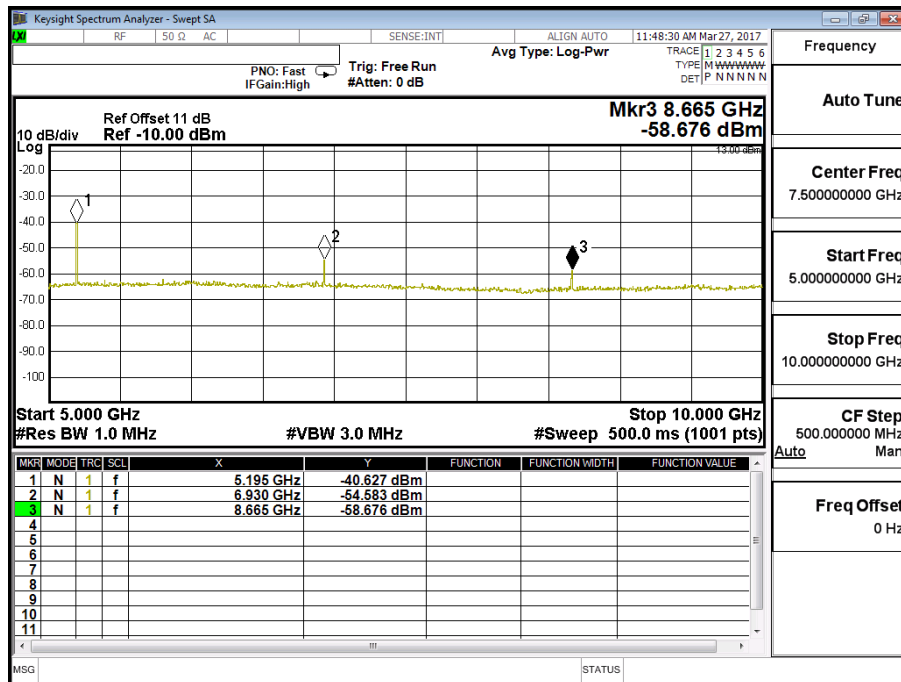 Keysight Spectrum Analyzer - Swept SA
LXI RF 50 Ω AC SENSE:INT ALIGN AUTO 11:48:30 AM Mar 27, 2017
Avg Type: Log-Pwr TRACE 1 2 3 4 5 6
PNO: Fast Trig: Free Run TYPE M WWWWW
IFGain:High #Atten: 0 dB DET P N N N N N
Frequency
Auto Tune
Center Freq
7.500000000 GHz
Start Freq
5.000000000 GHz
Stop Freq
10.000000000 GHz
CF Step
500.000000 MHz
Auto Man
Freq Offset
0 Hz
Mkr3 8.665 GHz
-58.676 dBm
Ref Offset 11 dB
10 dB/div Ref -10.00 dBm
Log
-13.00 dBm
-20.0
-30.0
1
-40.0
2
-50.0
3
-60.0
-70.0
-80.0
-90.0
-100
Start 5.000 GHz Stop 10.000 GHz
#Res BW 1.0 MHz #VBW 3.0 MHz #Sweep 500.0 ms (1001 pts)
MKR MODE TRC SCL X Y FUNCTION FUNCTION WIDTH FUNCTION VALUE
1 N 1 f 5.195 GHz -40.627 dBm
2 N 1 f 6.930 GHz -54.583 dBm
3 N 1 f 8.665 GHz -58.676 dBm
4
5
6
7
8
9
10
11
MSG STATUS